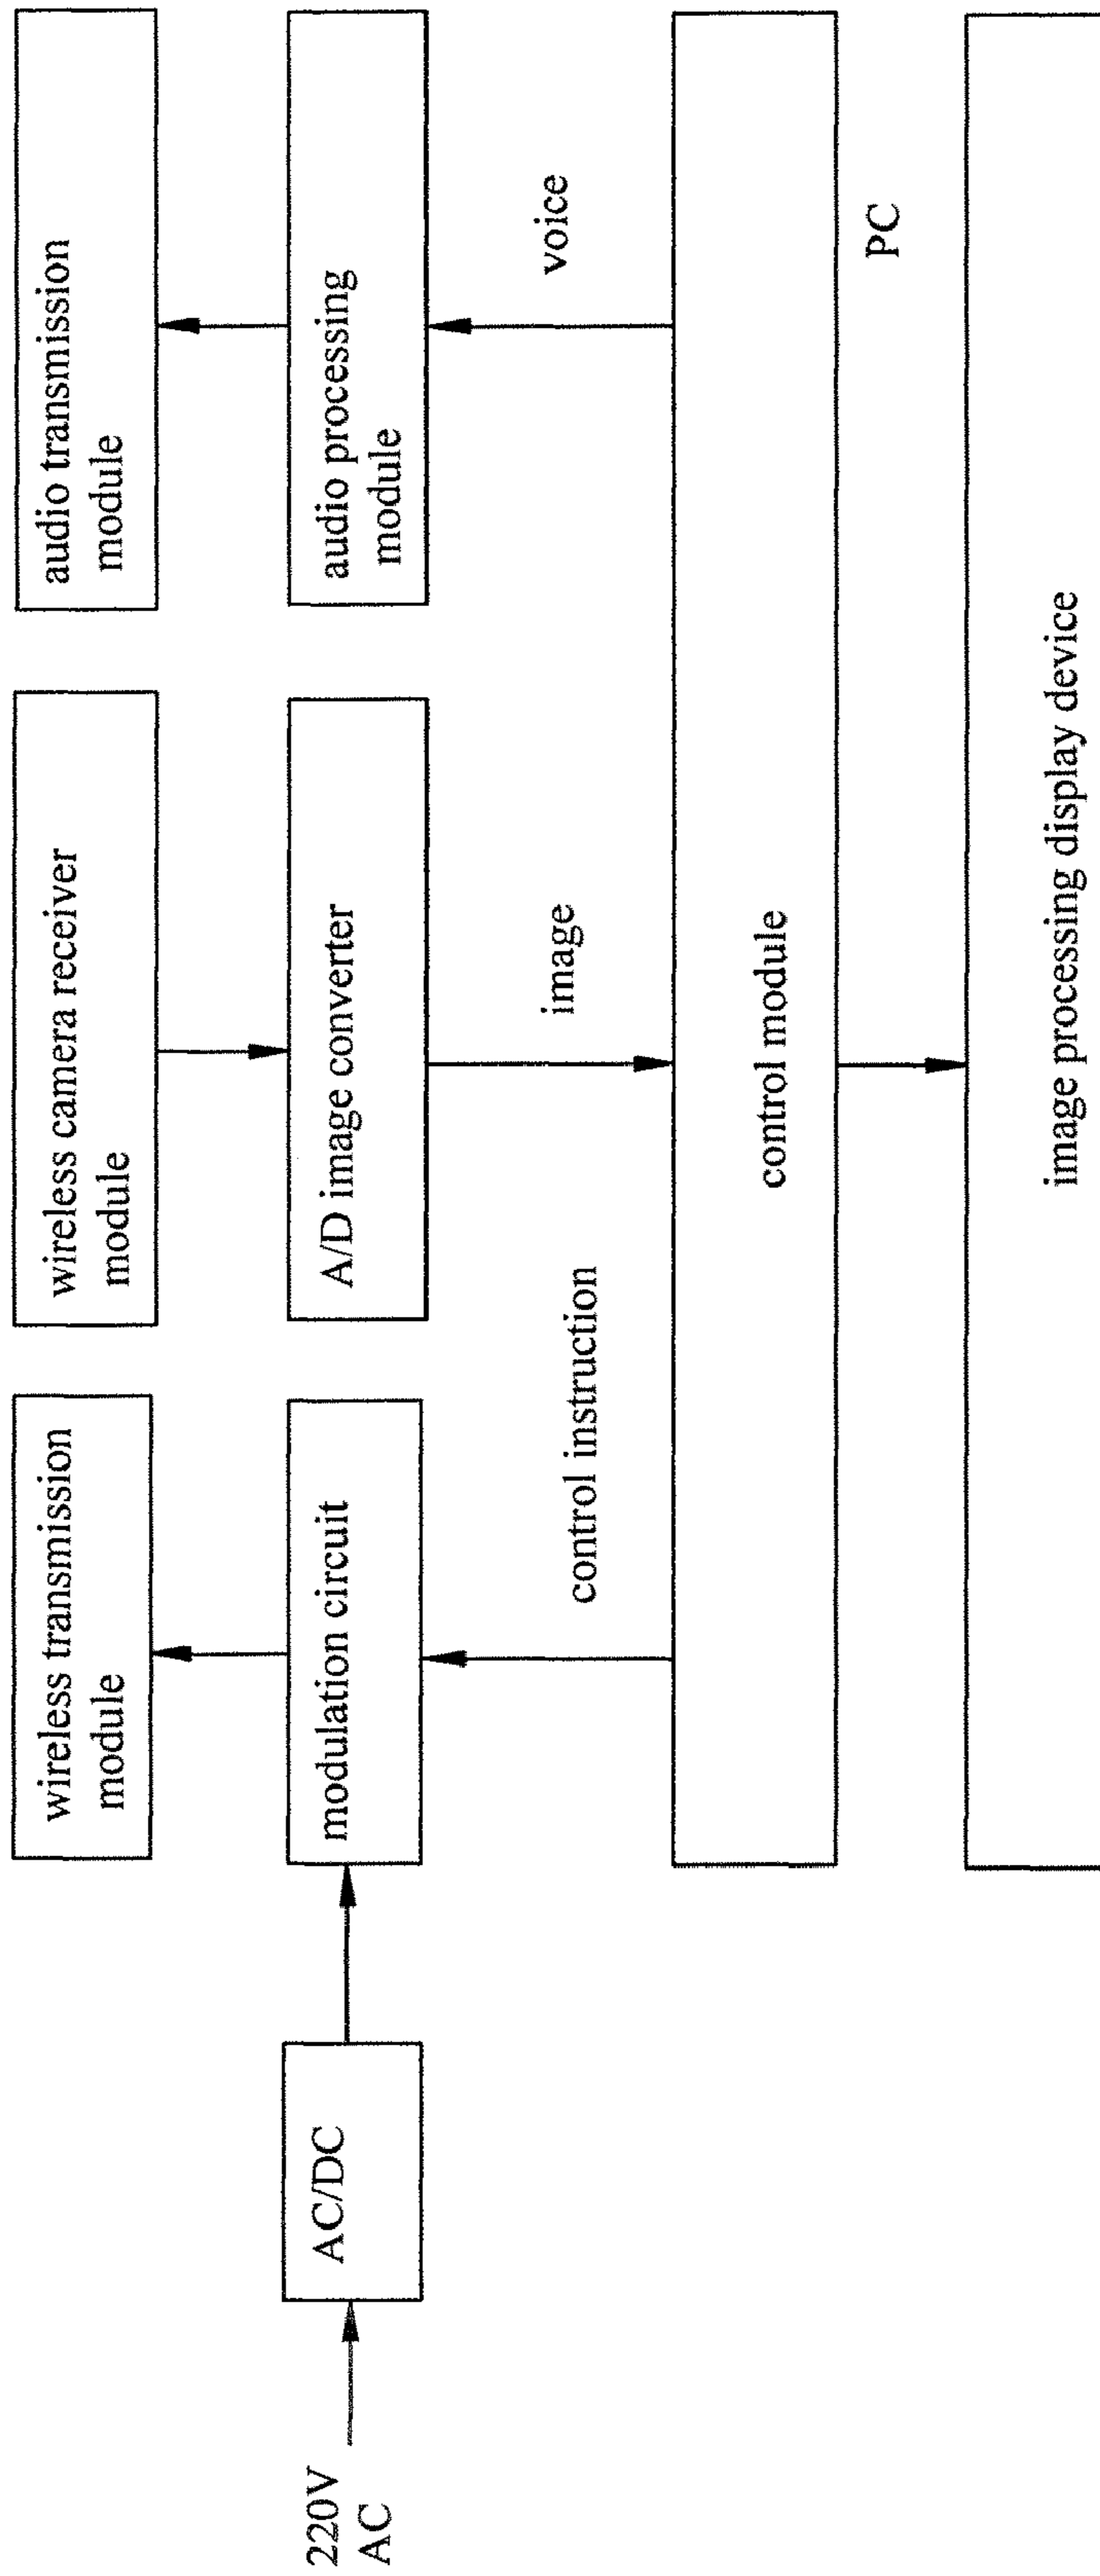 wireless transmission
module
wireless camera receiver
module
audio transmission
module
220V
AC
AC/DC
modulation circuit
A/D image converter
audio processing
module
control instruction
image
voice
control module
PC
image processing display device